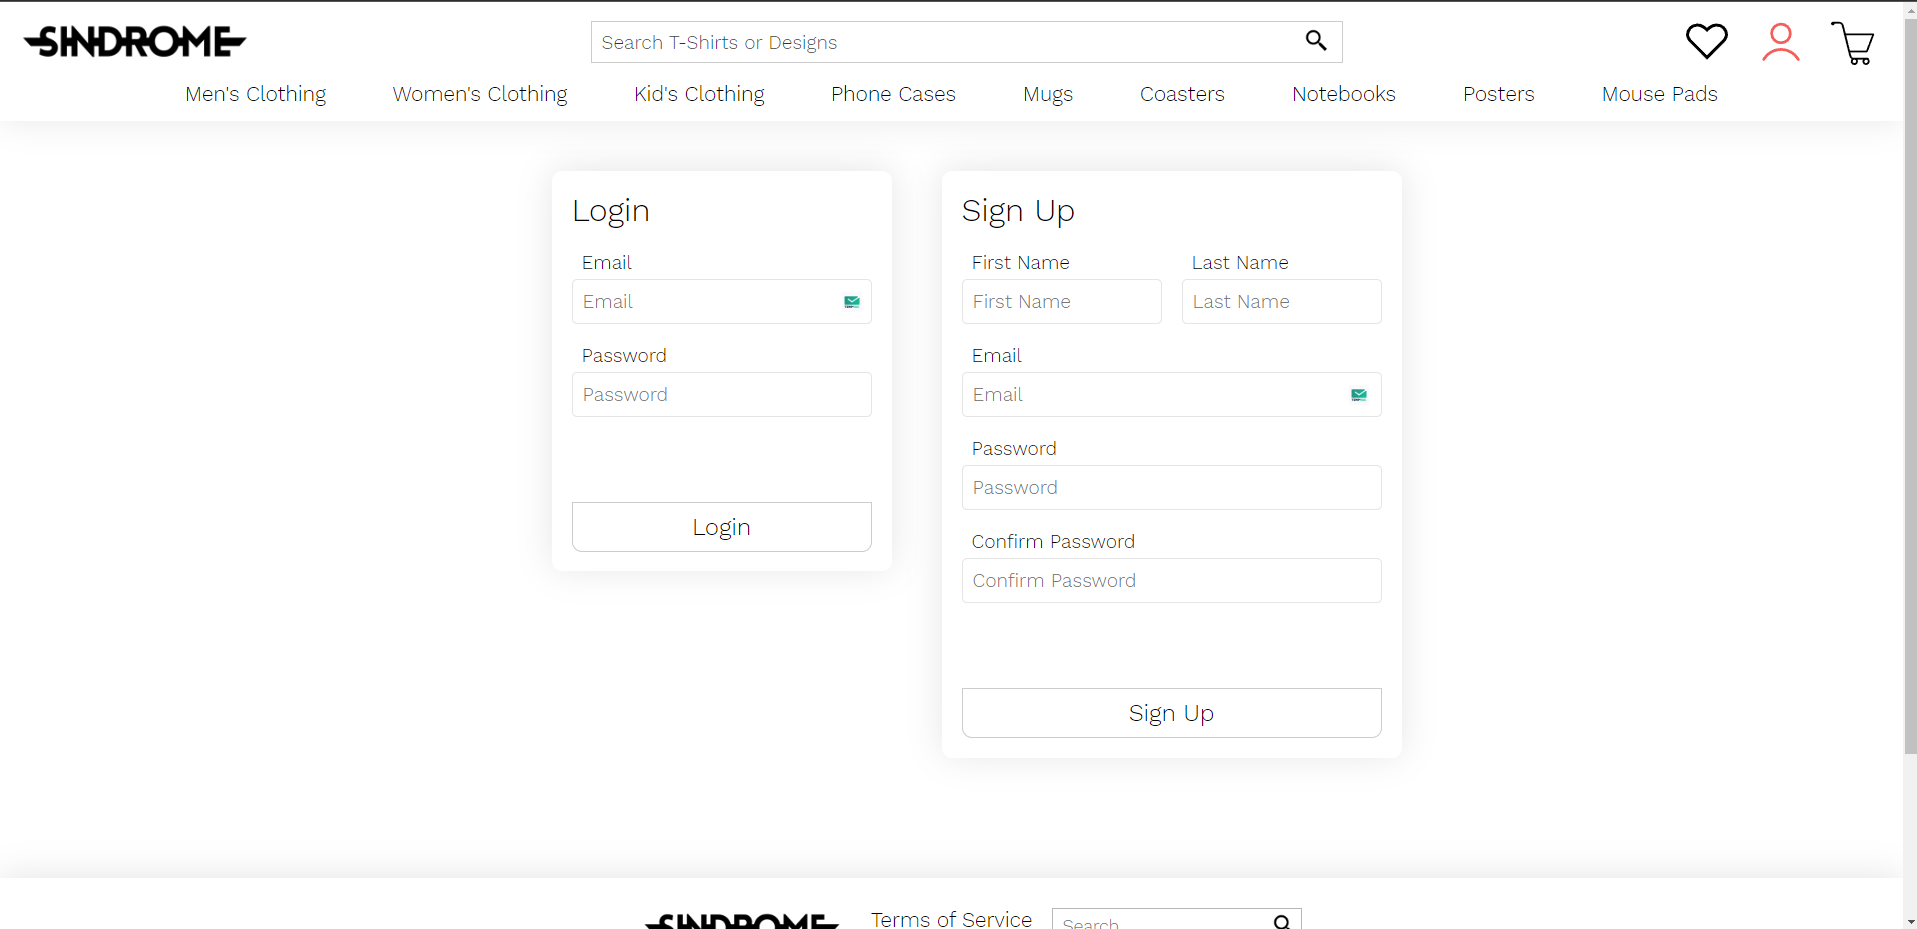 SINDROME
Search T-Shirts or Designs
Men's Clothing Women's Clothing Kid's Clothing Phone Cases Mugs Coasters Notebooks Posters Mouse Pads
Login
Email
Email
Password
Password
Login
Sign Up
First Name Last Name
First Name Last Name
Email
Email
Password
Password
Confirm Password
Confirm Password
Sign Up
SINDROME
Terms of Service
Search